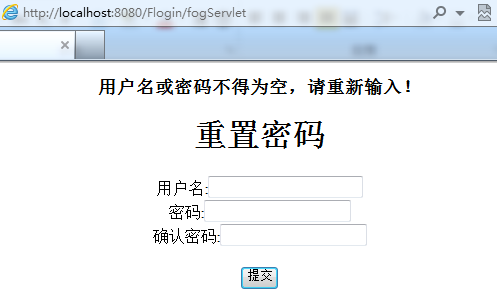 http://localhost:8080/Flogin/fogServlet
用户名或密码不得为空，请重新输入！
重置密码
用户名:
密码:
确认密码:
提交